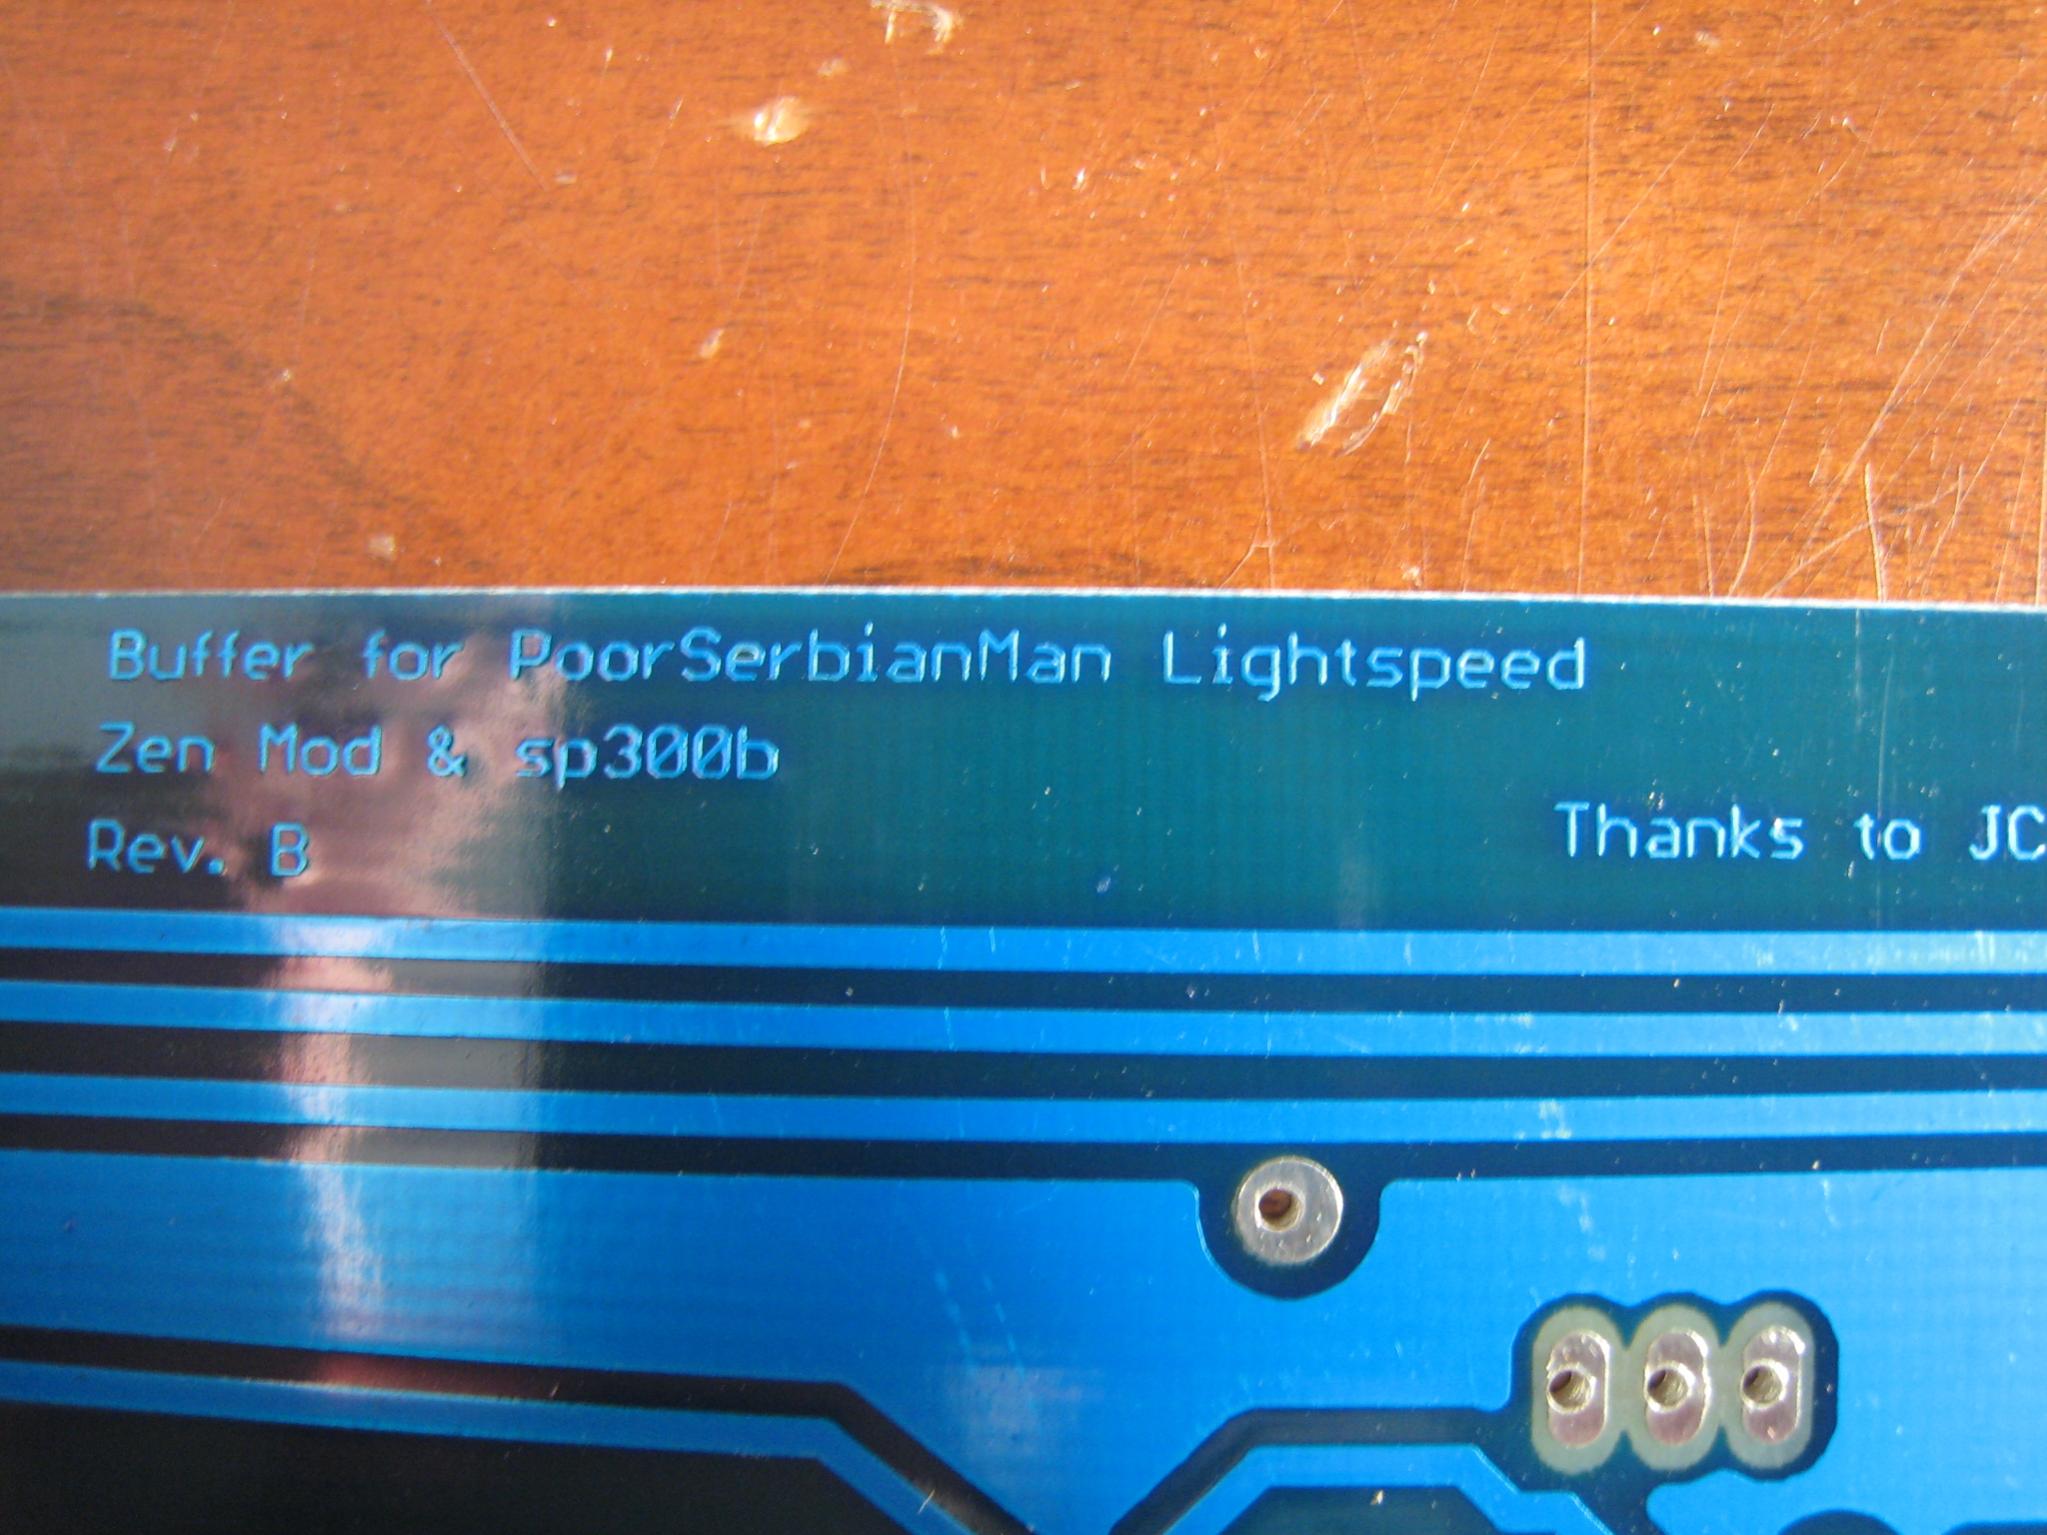 Buffer for PoorSerbianMan Lightspeed
Zen Mod & sp300b
Thanks to JC
Rev. B